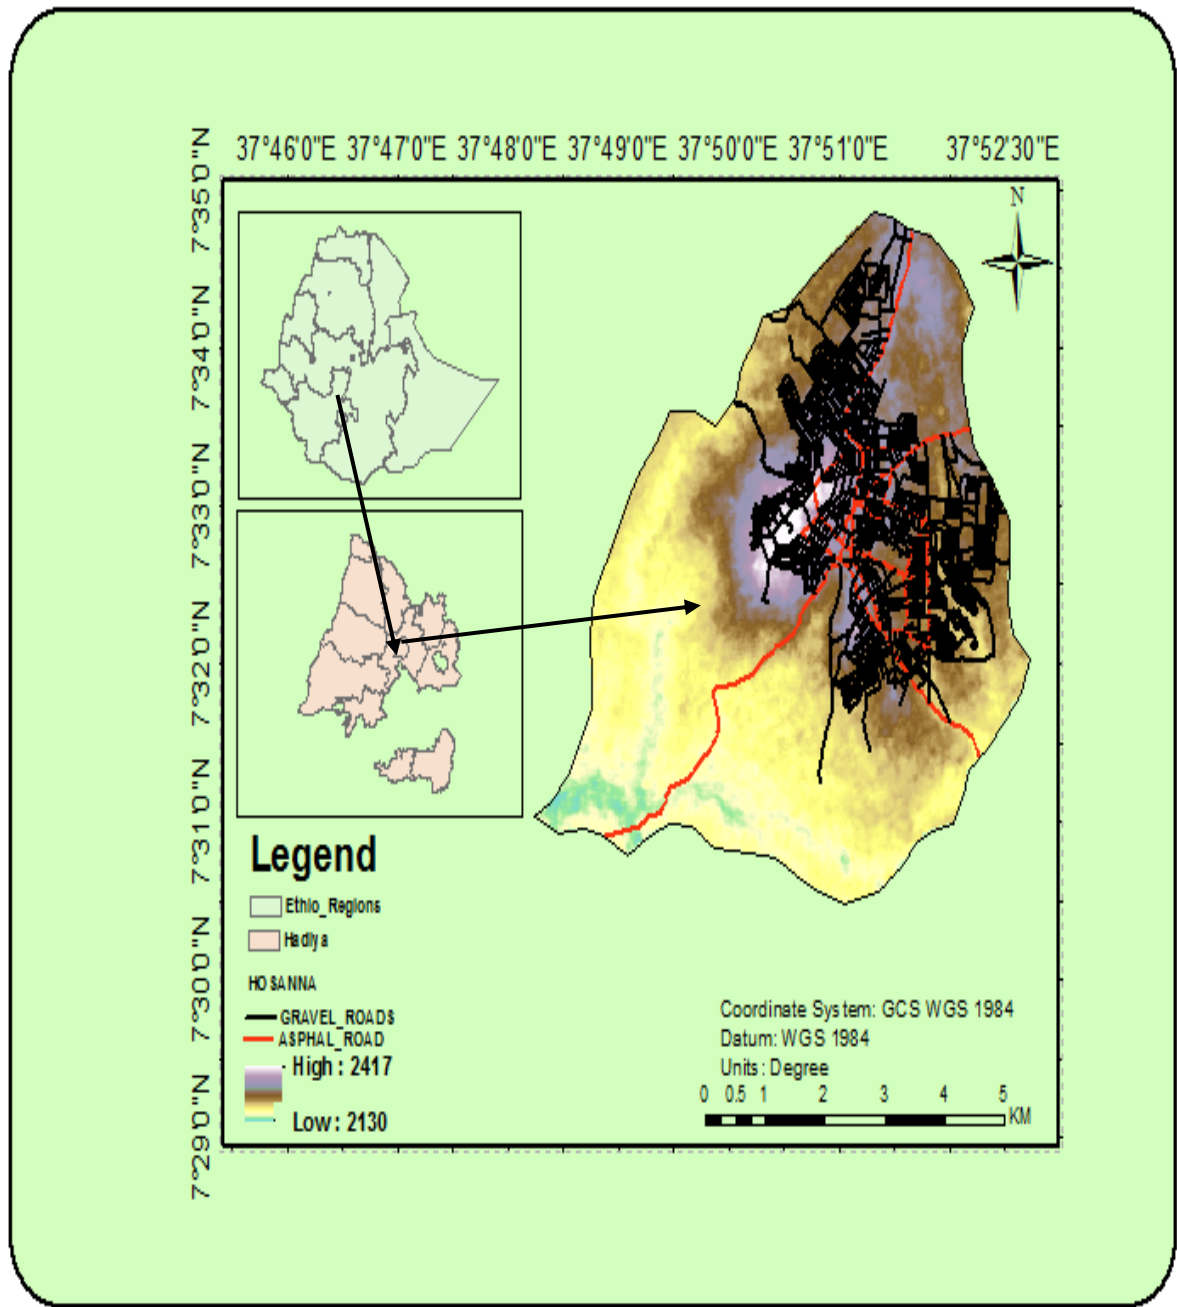 37°46'0"E 37°47'0"E 37°48'0"E 37°49'0"E 37°50'0"E 37°51'0"E 37°52'30"E
7°35'0"N
7°34'0"N
7°33'0"N
7°32'0"N
7°31'0"N
7°30'0"N
7°29'0"N
N
Legend
Ethio_Regions
Hadiya
HOSANNA
GRAVEL_ROADS
ASPHAL_ROAD
High : 2417
Low : 2130
Coordinate System: GCS WGS 1984
Datum: WGS 1984
Units : Degree
0 0.5 1 2 3 4 5
KM